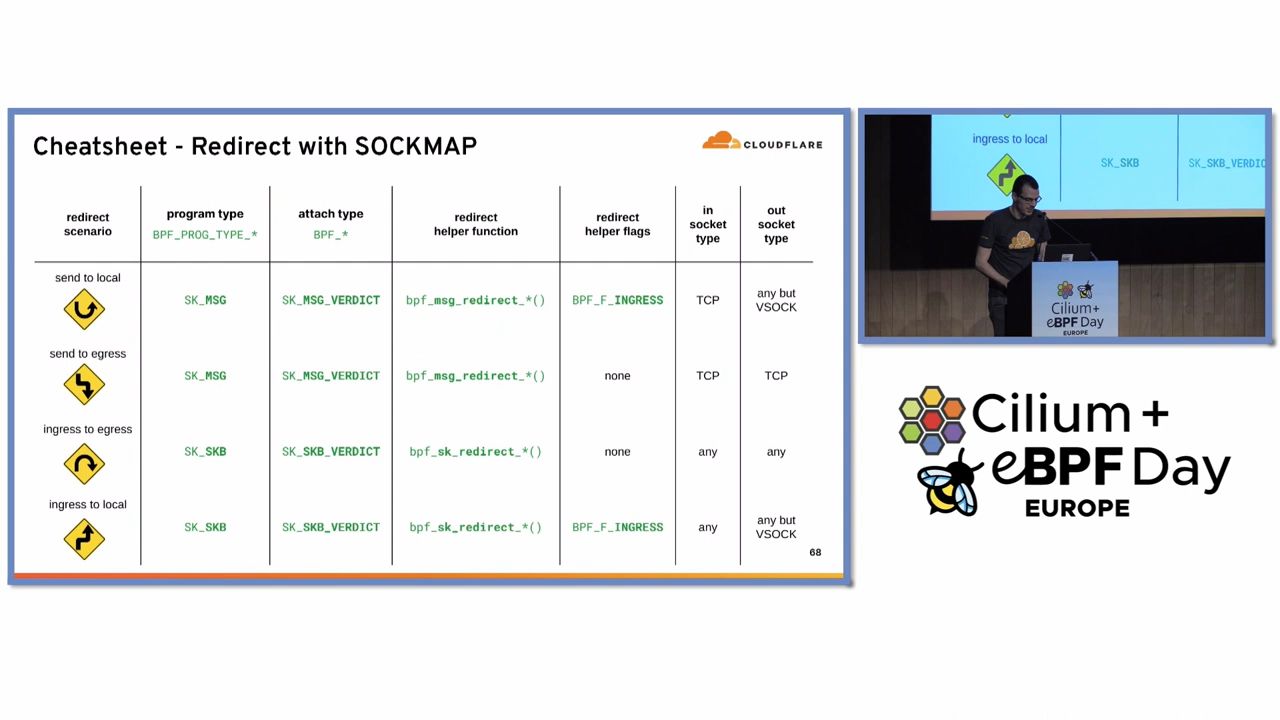 Cheatsheet - Redirect with SOCKMAP
CLOUDFLARE
redirect
scenario
program type
BPF_PROG_TYPE_*
attach type
BPF_*
redirect
helper function
redirect
helper flags
in
socket
type
out
socket
type
send to local
SK_MSG
SK_MSG_VERDICT
bpf_msg_redirect_*()
BPF_F_INGRESS
TCP
any but
VSOCK
send to egress
SK_MSG
SK_MSG_VERDICT
bpf_msg_redirect_*()
none
TCP
TCP
ingress to egress
SK_SKB
SK_SKB_VERDICT
bpf_sk_redirect_*()
none
any
any
ingress to local
SK_SKB
SK_SKB_VERDICT
bpf_sk_redirect_*()
BPF_F_INGRESS
any
any but
VSOCK
68
ingress to local
SK_SKB
SK_SKB_VERDIC
Cilium+
eBPF Day
EUROPE
Cilium +
eBPF Day
EUROPE